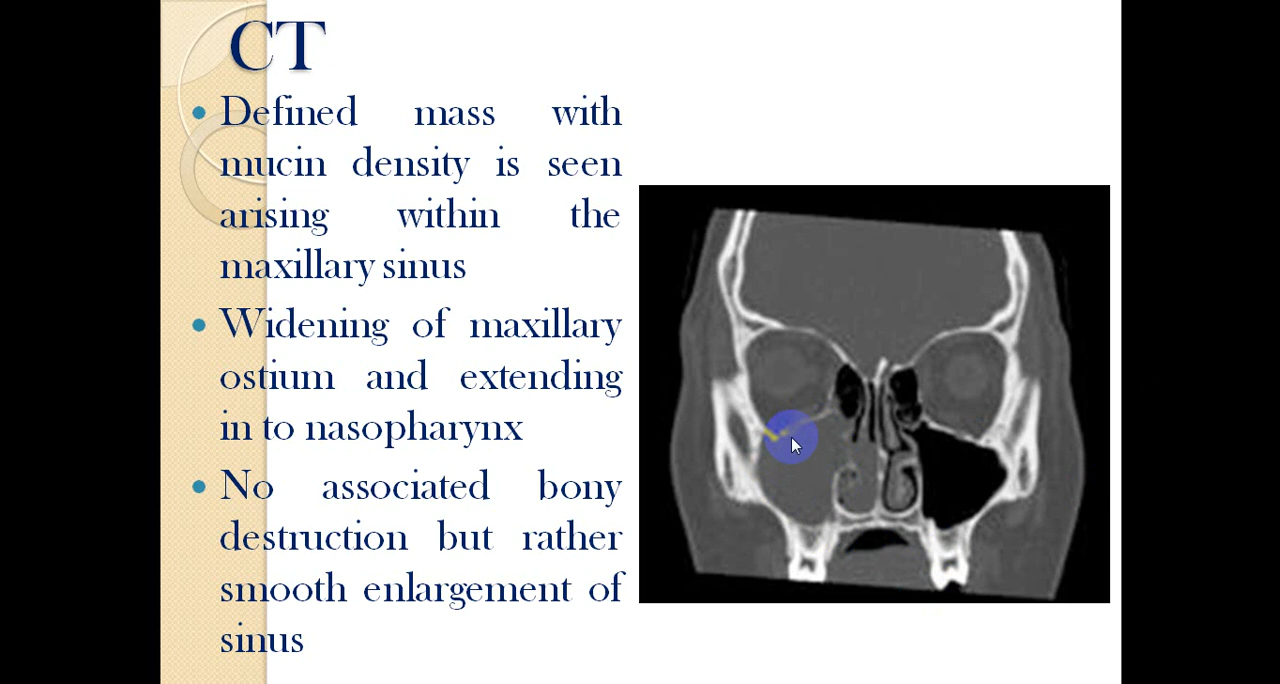 CT
• Defined mass with
mucin density is seen
arising within the
maxillary sinus
• Widening of maxillary
ostium and extending
in to nasopharynx
• No associated bony
destruction but rather
smooth enlargement of
sinus